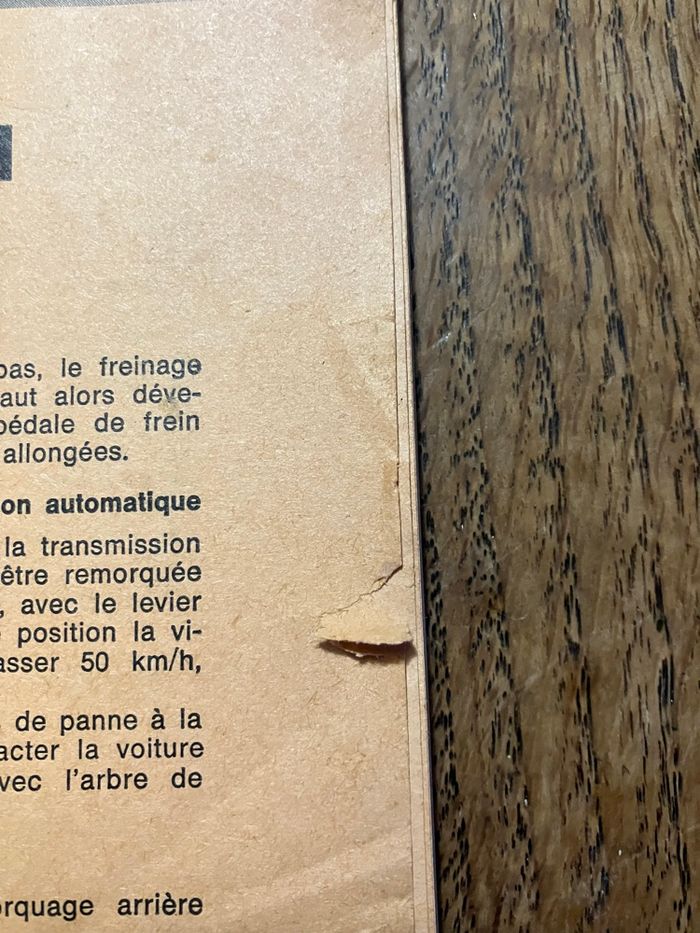 pas, le freinage
aut alors déve-
pédale de frein
allongées.
on automatique
la transmission
être remorquée
, avec le levier
position la vi-
asser 50 km/h,
de panne à la
acter la voiture
vec l'arbre de
rquage arrière